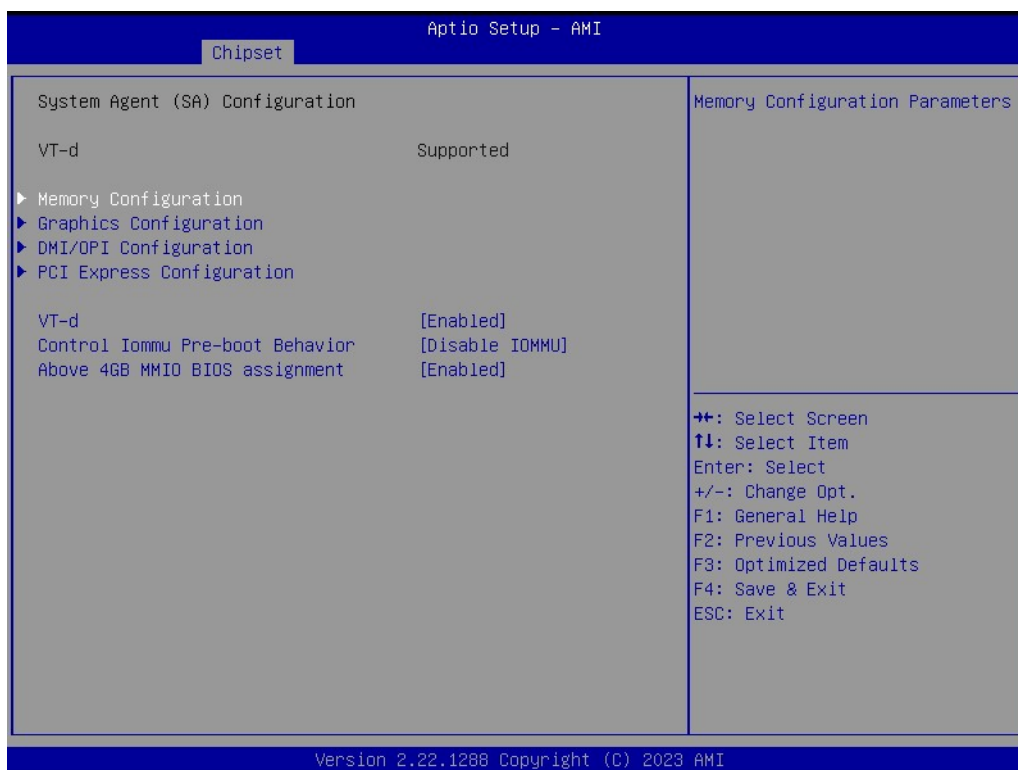 Aptio Setup – AMI
Chipset
System Agent (SA) Configuration
VT-d Supported
Memory Configuration
Graphics Configuration
DMI/OPI Configuration
PCI Express Configuration
VT-d [Enabled]
Control Iommu Pre-boot Behavior [Disable IOMMU]
Above 4GB MMIO BIOS assignment [Enabled]
Memory Configuration Parameters
→←: Select Screen
↑↓: Select Item
Enter: Select
+/-: Change Opt.
F1: General Help
F2: Previous Values
F3: Optimized Defaults
F4: Save & Exit
ESC: Exit
Version 2.22.1288 Copyright (C) 2023 AMI